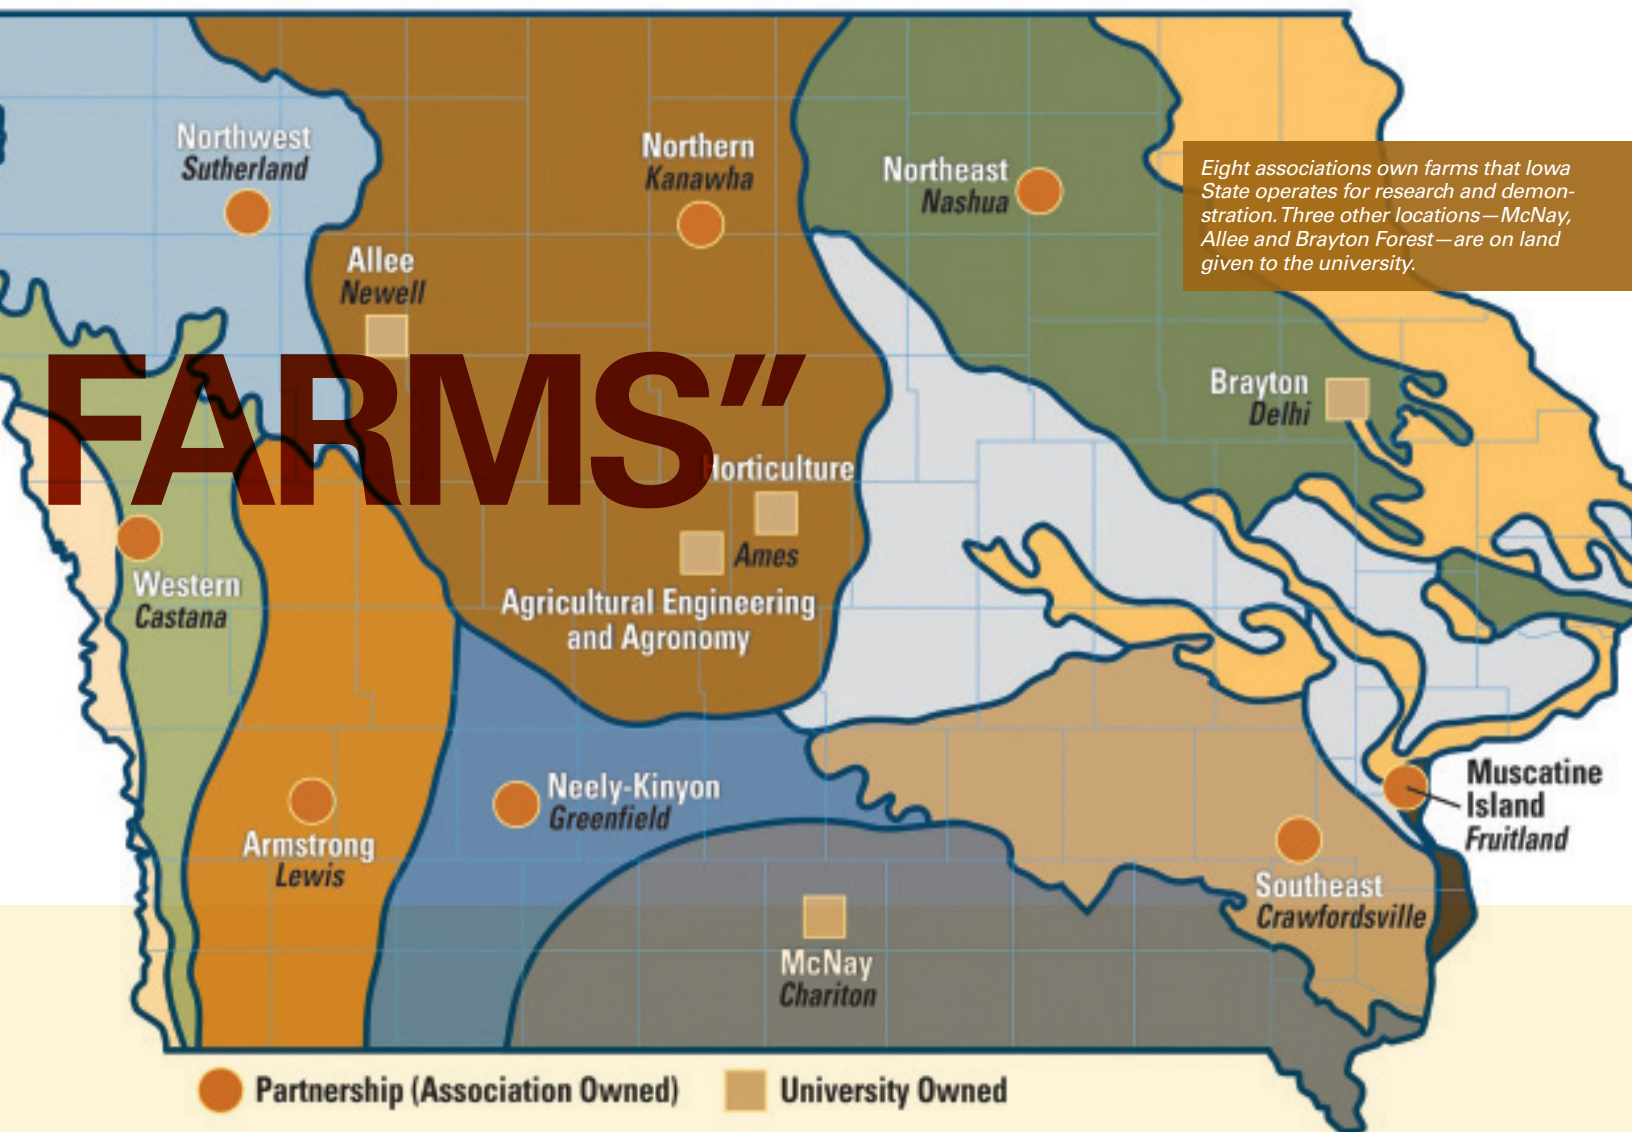 Northwest
Sutherland
Northern
Kanawha
Northeast
Nashua
Eight associations own farms that Iowa
State operates for research and demon-
stration. Three other locations—McNay,
Allee and Brayton Forest—are on land
given to the university.
Allee
Newell
FARMS”
Brayton
Delhi
Horticulture
Ames
Agricultural Engineering
and Agronomy
Western
Castana
Neely-Kinyon
Greenfield
Armstrong
Lewis
Muscatine
Island
Fruitland
Southeast
Crawfordsville
McNay
Chariton
Partnership (Association Owned)
University Owned